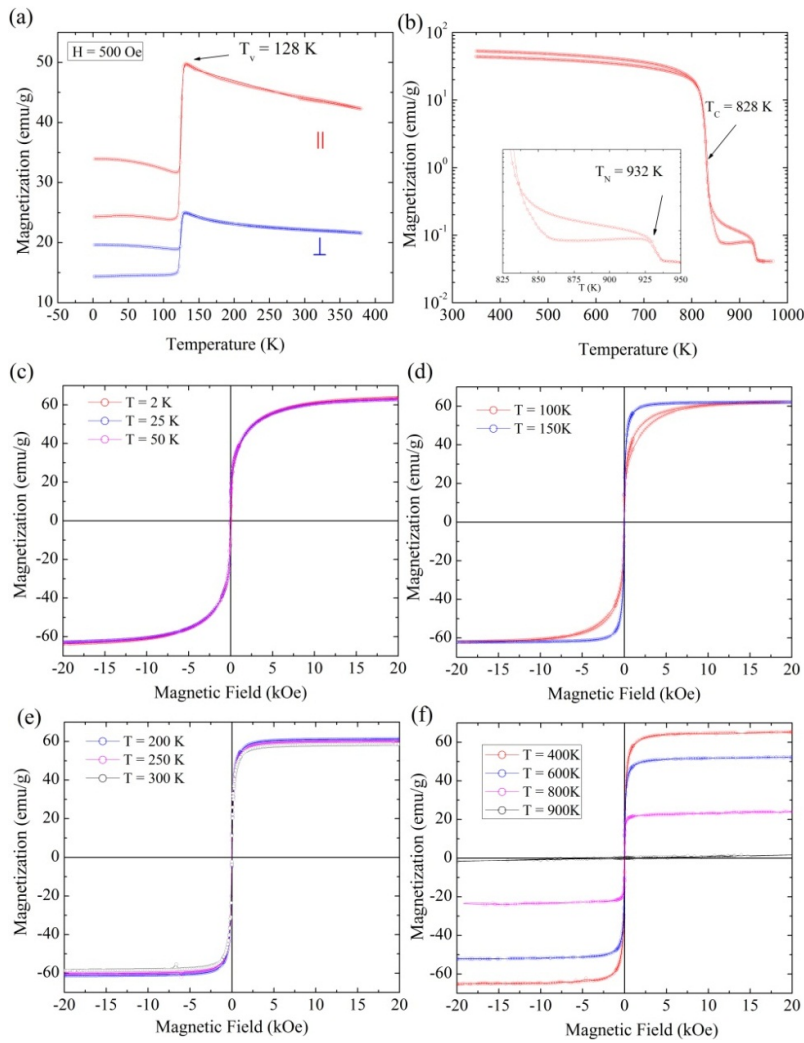 (a)
H = 500 Oe
T_v = 128 K
||
⊥
Magnetization (emu/g)
50
40
30
20
10
-50 0 50 100 150 200 250 300 350 400
Temperature (K)
(b)
10^2
10^1
10^0
10^-1
10^-2
Magnetization (emu/g)
T_C = 828 K
T_N = 932 K
825 850 875 900 925 950
T (K)
300 400 500 600 700 800 900 1000
Temperature (K)
(c)
T = 2 K
T = 25 K
T = 50 K
Magnetization (emu/g)
60
40
20
0
-20
-40
-60
-20 -15 -10 -5 0 5 10 15 20
Magnetic Field (kOe)
(d)
T = 100K
T = 150K
Magnetization (emu/g)
60
40
20
0
-20
-40
-60
-20 -15 -10 -5 0 5 10 15 20
Magnetic Field (kOe)
(e)
T = 200 K
T = 250 K
T = 300 K
Magnetization (emu/g)
60
40
20
0
-20
-40
-60
-20 -15 -10 -5 0 5 10 15 20
Magnetic Field (kOe)
(f)
T = 400K
T = 600K
T = 800K
T = 900K
Magnetization (emu/g)
60
40
20
0
-20
-40
-60
-20 -15 -10 -5 0 5 10 15 20
Magnetic Field (kOe)